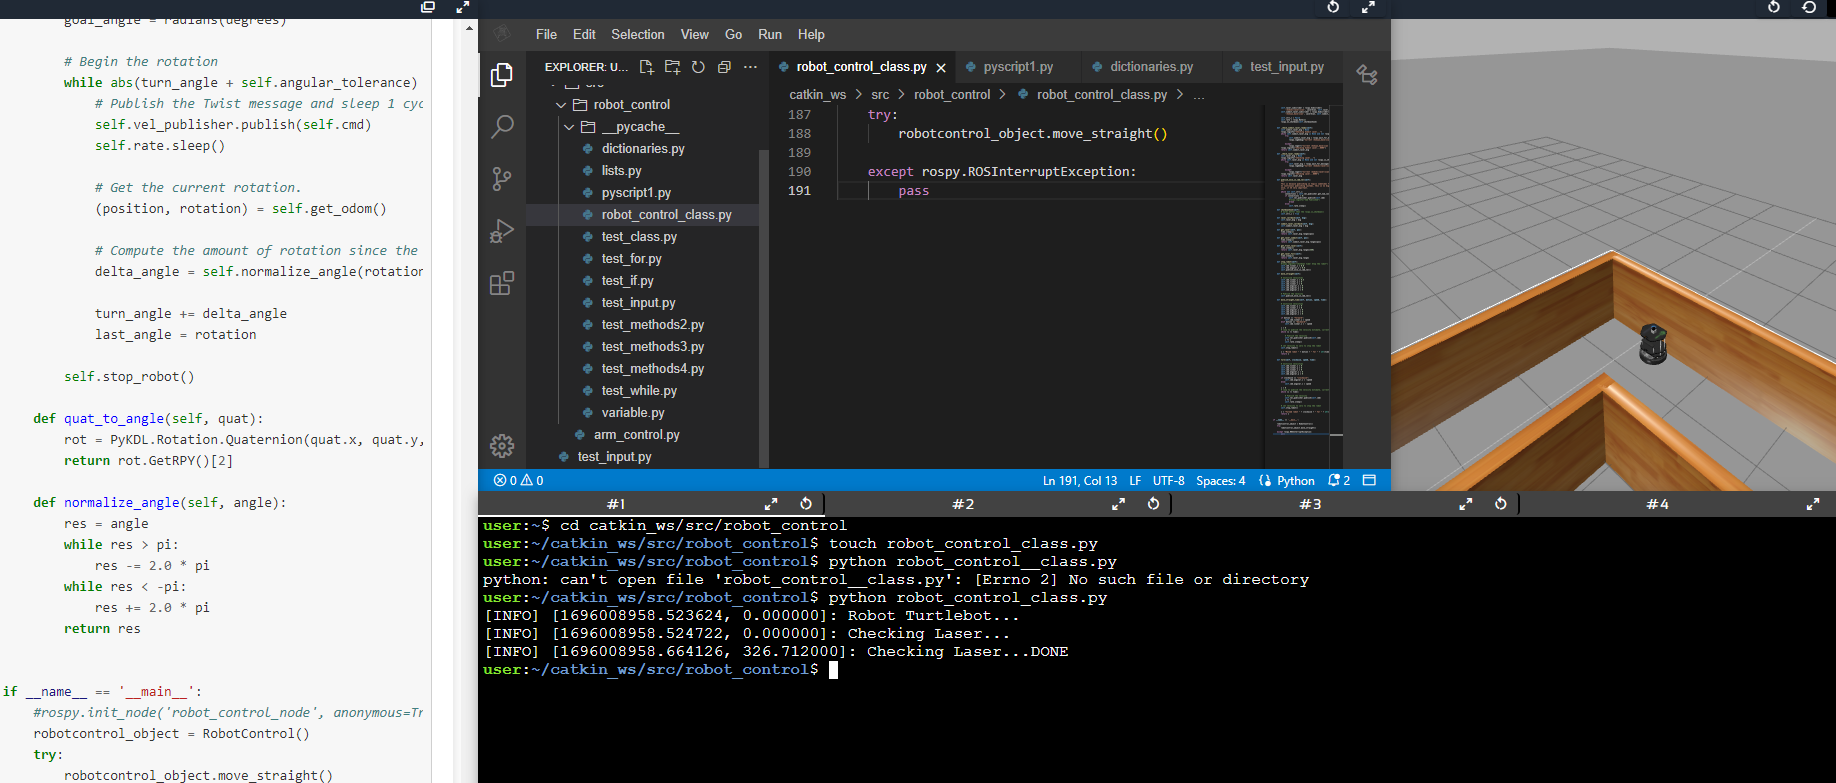 goal_angle = radians(degrees)
# Begin the rotation
while abs(turn_angle + self.angular_tolerance)
# Publish the Twist message and sleep 1 cyc
self.vel_publisher.publish(self.cmd)
self.rate.sleep()
# Get the current rotation.
(position, rotation) = self.get_odom()
# Compute the amount of rotation since the
delta_angle = self.normalize_angle(rotation
turn_angle += delta_angle
last_angle = rotation
self.stop_robot()
def quat_to_angle(self, quat):
rot = PyKDL.Rotation.Quaternion(quat.x, quat.y,
return rot.GetRPY()[2]
def normalize_angle(self, angle):
res = angle
while res > pi:
res -= 2.0 * pi
while res < -pi:
res += 2.0 * pi
return res
if __name__ == '__main__':
#rospy.init_node('robot_control_node', anonymous=Tr
robotcontrol_object = RobotControl()
try:
robotcontrol_object.move_straight()
File Edit Selection View Go Run Help
EXPLORER: U...
src
robot_control
__pycache__
dictionaries.py
lists.py
pyscript1.py
robot_control_class.py
test_class.py
test_for.py
test_if.py
test_input.py
test_methods2.py
test_methods3.py
test_methods4.py
test_while.py
variable.py
arm_control.py
test_input.py
robot_control_class.py pyscript1.py dictionaries.py test_input.py
catkin_ws > src > robot_control > robot_control_class.py > ...
187 try:
188 robotcontrol_object.move_straight()
189
190 except rospy.ROSInterruptException:
191 pass
0 0 Ln 191, Col 13 LF UTF-8 Spaces: 4 Python 2
#1 #2 #3 #4
user:~$ cd catkin_ws/src/robot_control
user:~/catkin_ws/src/robot_control$ touch robot_control_class.py
user:~/catkin_ws/src/robot_control$ python robot_control__class.py
python: can't open file 'robot_control__class.py': [Errno 2] No such file or directory
user:~/catkin_ws/src/robot_control$ python robot_control_class.py
[INFO] [1696008958.523624, 0.000000]: Robot Turtlebot...
[INFO] [1696008958.524722, 0.000000]: Checking Laser...
[INFO] [1696008958.664126, 326.712000]: Checking Laser...DONE
user:~/catkin_ws/src/robot_control$